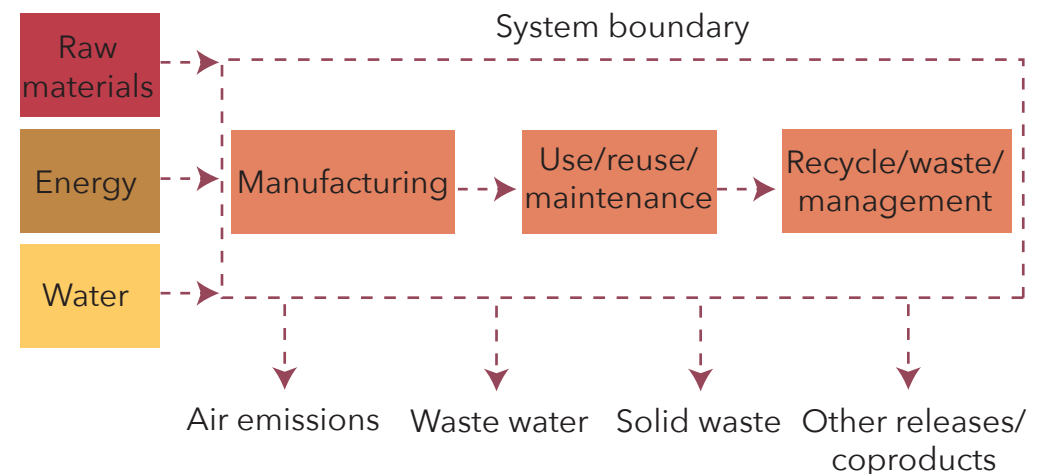 System boundary
Raw
materials
Energy
Water
Manufacturing
Use/reuse/
maintenance
Recycle/waste/
management
Air emissions
Waste water
Solid waste
Other releases/
coproducts